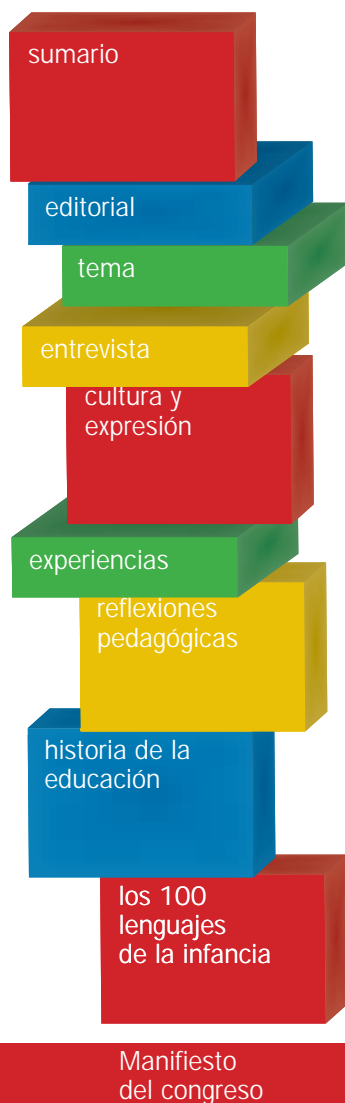 sumario
editorial
tema
entrevista
cultura y
expresión
experiencias
reflexiones
pedagógicas
historia de la
educación
los 100
lenguajes
de la infancia
Manifiesto
del congreso